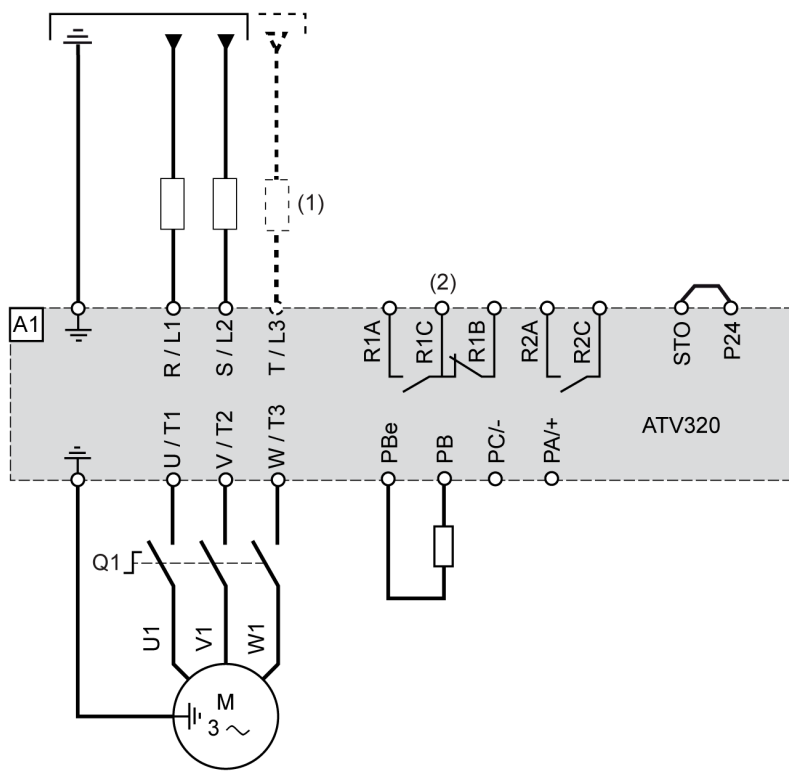 (1)
(2)
A1
R / L1
S / L2
T / L3
R1A
R1C
R1B
R2A
R2C
STO
P24
ATV320
U / T1
V / T2
W / T3
PBe
PB
PC/-
PA/+
Q1
U1
V1
W1
M
3 ~